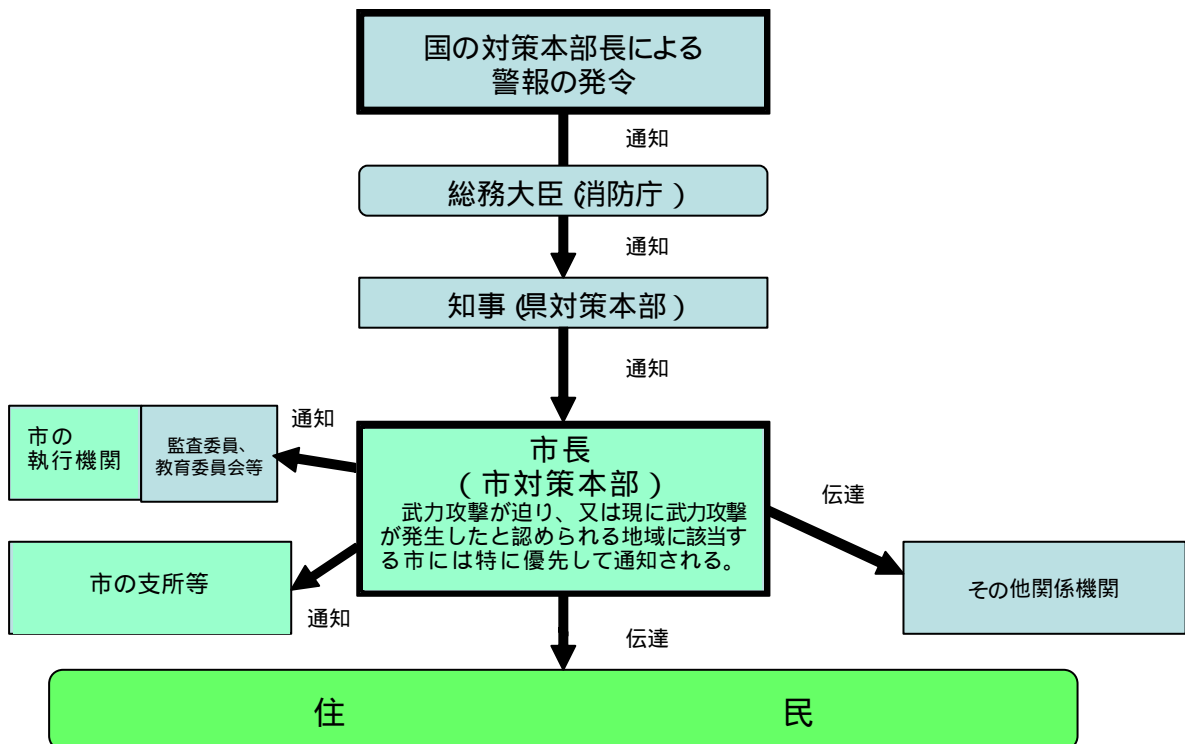 国の対策本部長による
警報の発令
通知
総務大臣（消防庁）
通知
知事（県対策本部）
通知
市の
執行機関
監査委員、
教育委員会等
通知
市長
（市対策本部）
武力攻撃が迫り、又は現に武力攻撃
が発生したと認められる地域に該当す
る市には特に優先して通知される。
伝達
市の支所等
通知
その他関係機関
伝達
住民